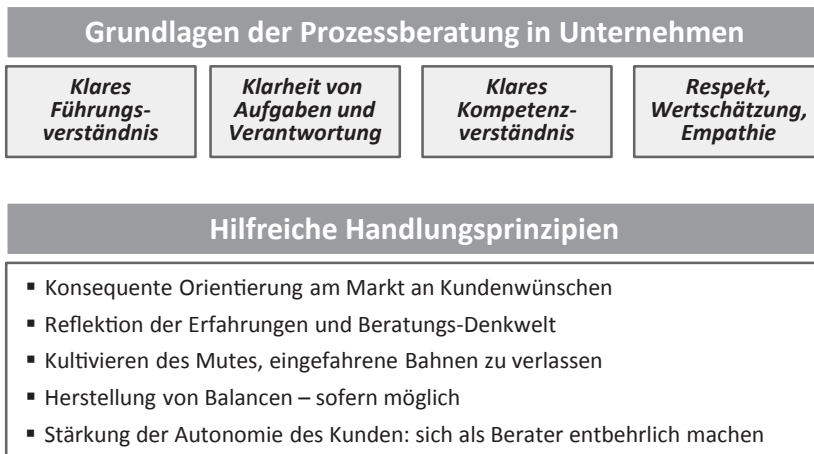 Grundlagen der Prozessberatung in Unternehmen
Klares
Führungs-
verständnis
Klarheit von
Aufgaben und
Verantwortung
Klares
Kompetenz-
verständnis
Respekt,
Wertschätzung,
Empathie
Hilfreiche Handlungsprinzipien
▪ Konsequente Orientierung am Markt an Kundenwünschen
▪ Reflektion der Erfahrungen und Beratungs-Denkwelt
▪ Kultivieren des Mutes, eingefahrene Bahnen zu verlassen
▪ Herstellung von Balancen – sofern möglich
▪ Stärkung der Autonomie des Kunden: sich als Berater entbehrlich machen